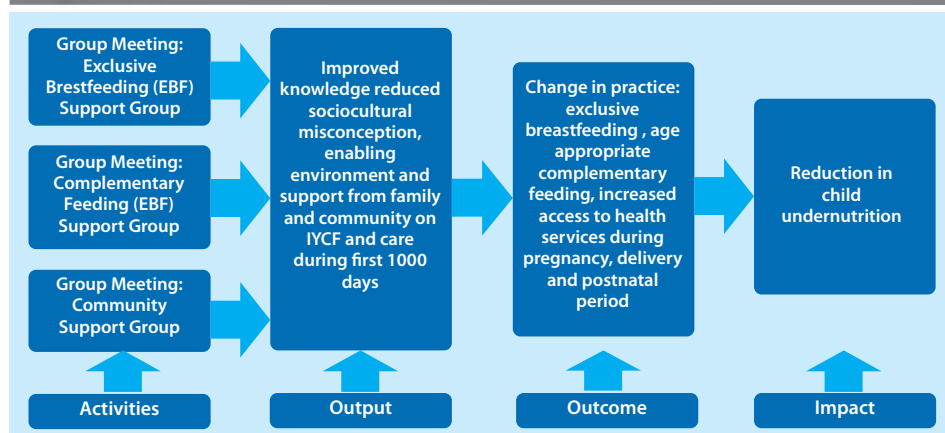 Group Meeting:
Exclusive
Brestfeeding (EBF)
Support Group
Group Meeting:
Complementary
Feeding (EBF)
Support Group
Group Meeting:
Community
Support Group
Improved
knowledge reduced
sociocultural
misconception,
enabling
environment and
support from family
and community on
IYCF and care
during first 1000
days
Change in practice:
exclusive
breastfeeding , age
appropriate
complementary
feeding, increased
access to health
services during
pregnancy, delivery
and postnatal
period
Reduction in
child
undernutrition
Activities
Output
Outcome
Impact